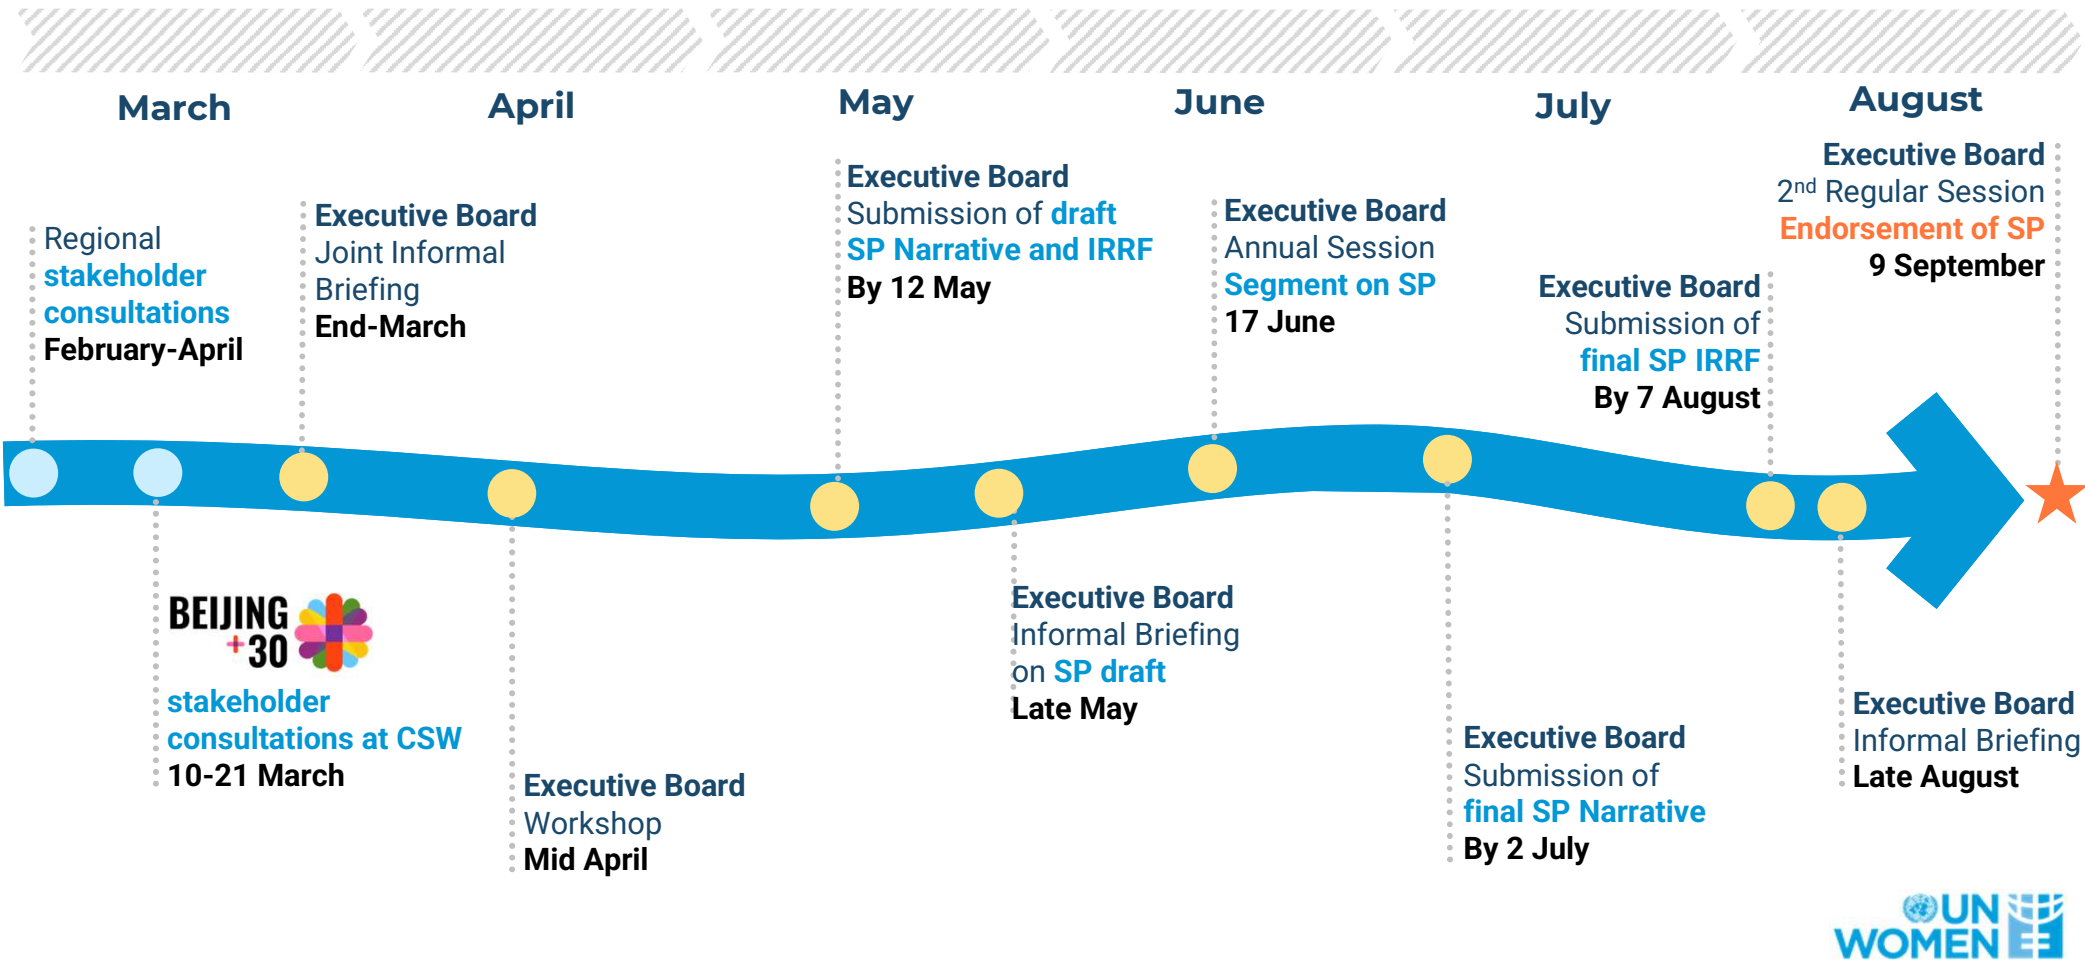 March
April
May
June
July
August
Regional
stakeholder
consultations
February-April
BEIJING
+30
stakeholder
consultations at CSW
10-21 March
Executive Board
Joint Informal
Briefing
End-March
Executive Board
Workshop
Mid April
Executive Board
Submission of draft
SP Narrative and IRRF
By 12 May
Executive Board
Informal Briefing
on SP draft
Late May
Executive Board
Annual Session
Segment on SP
17 June
Executive Board
Submission of
final SP Narrative
By 2 July
Executive Board
Submission of
final SP IRRF
By 7 August
Executive Board
Informal Briefing
Late August
Executive Board
2nd Regular Session
Endorsement of SP
9 September
UN
WOMEN